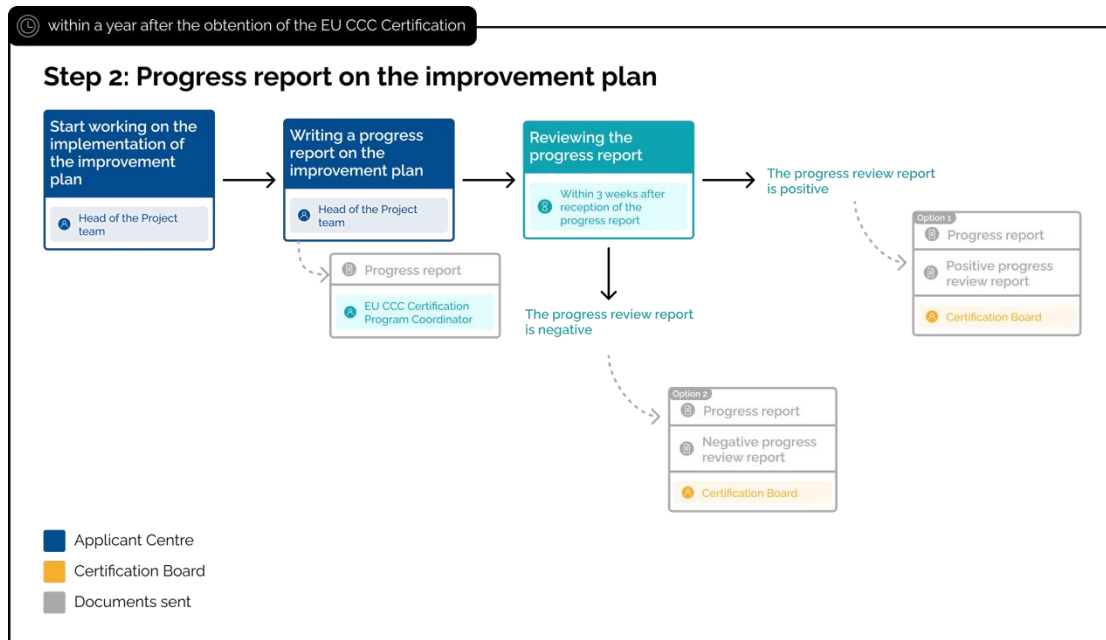 within a year after the obtention of the EU CCC Certification
Step 2: Progress report on the improvement plan
Start working on the
implementation of
the improvement
plan
Head of the Project
team
Writing a progress
report on the
improvement plan
Head of the Project
team
Progress report
EU CCC Certification
Program Coordinator
Reviewing the
progress report
Within 3 weeks after
reception of the
progress report
The progress review report
is positive
Option 1
Progress report
Positive progress
review report
Certification Board
The progress review report
is negative
Option 2
Progress report
Negative progress
review report
Certification Board
Applicant Centre
Certification Board
Documents sent